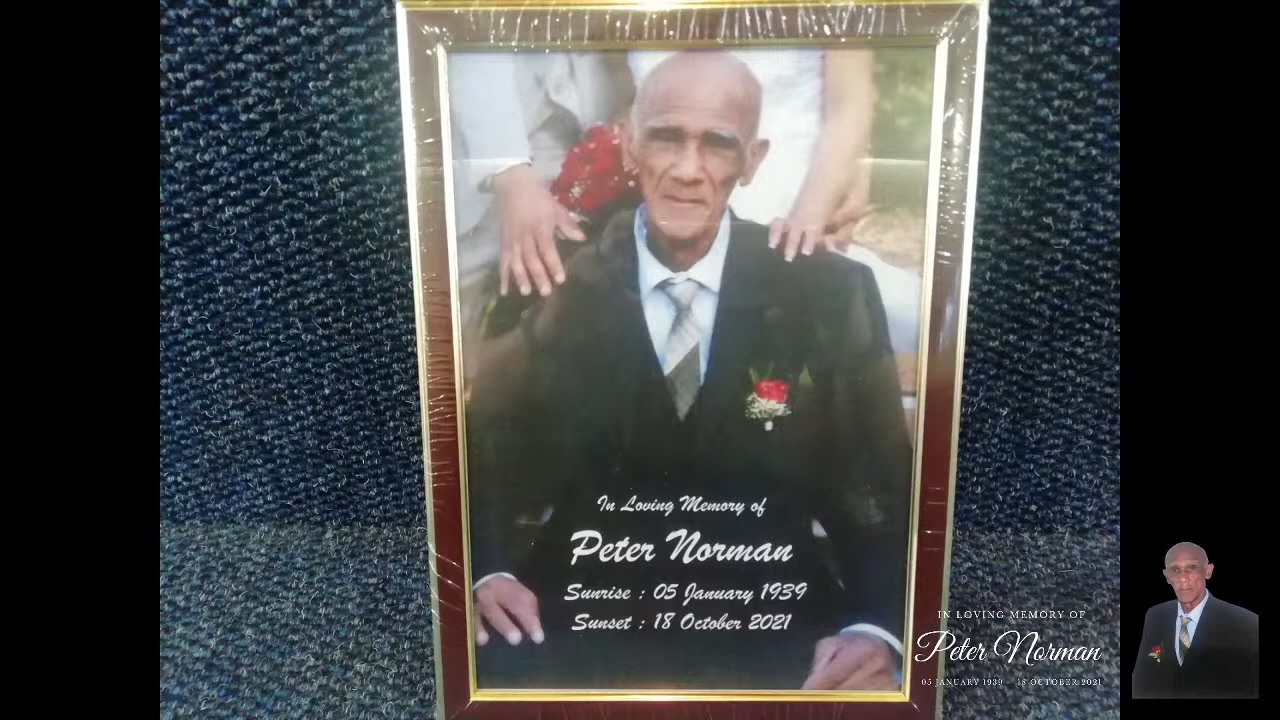 In Loving Memory of
Peter Norman
Sunrise : 05 January 1939
Sunset : 18 October 2021
IN LOVING MEMORY OF
Peter Norman
05 JANUARY 1939 - 18 OCTOBER 2021